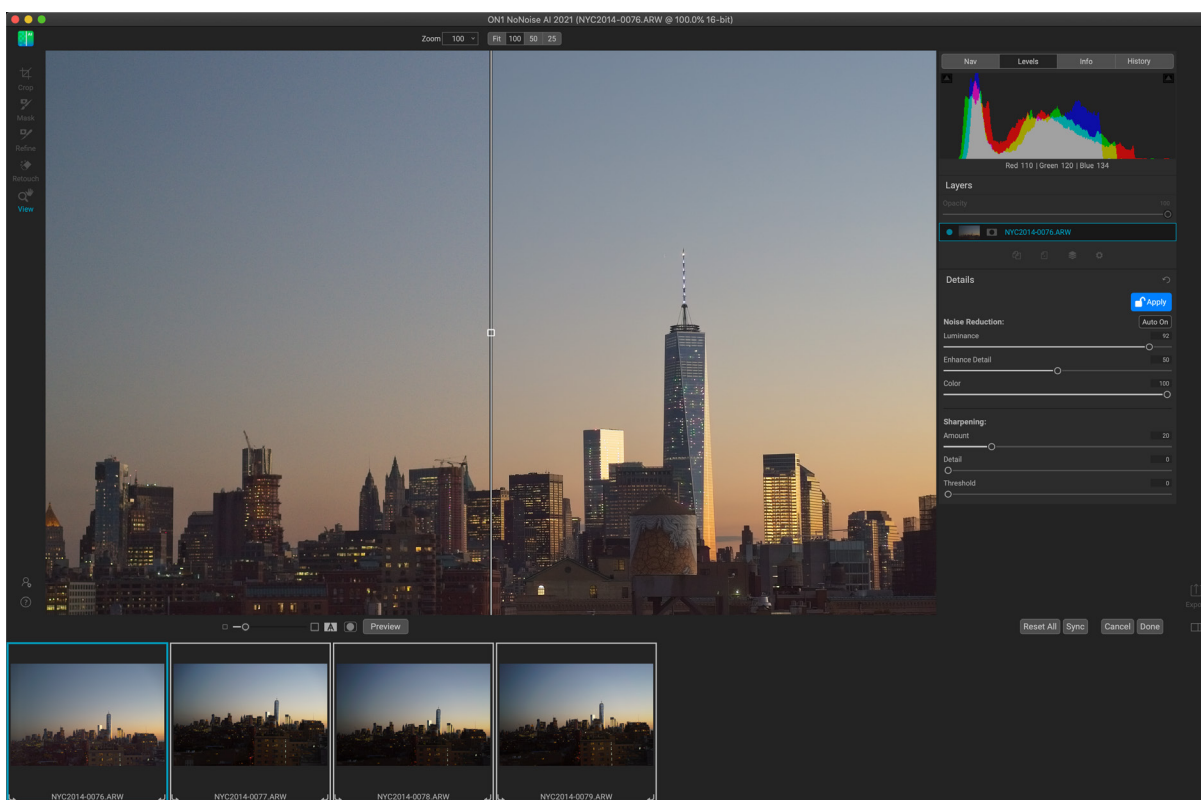 ON1 NoNoise AI 2021 (NYC2014-0076.ARW @ 100.0% 16-bit)
Zoom 100 Fit 100 50 25
AI
Crop
Mask
Refine
Retouch
View
Nav Levels Info History
Red 110 | Green 120 | Blue 134
Layers
Opacity 100
NYC2014-0076.ARW
Details
Apply
Noise Reduction: Auto On
Luminance 92
Enhance Detail 50
Color 100
Sharpening:
Amount 20
Detail 0
Threshold 0
A Preview
Reset All Sync Cancel Done
NYC2014-0076.ARW NYC2014-0077.ARW NYC2014-0078.ARW NYC2014-0079.ARW